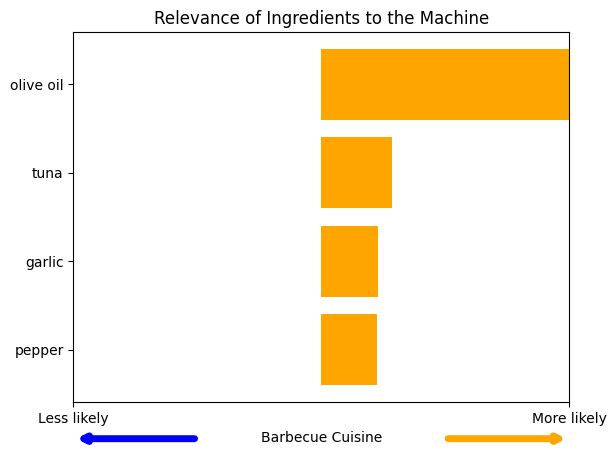 Relevance of Ingredients to the Machine
olive oil
tuna
garlic
pepper
Less likely
More likely
Barbecue Cuisine